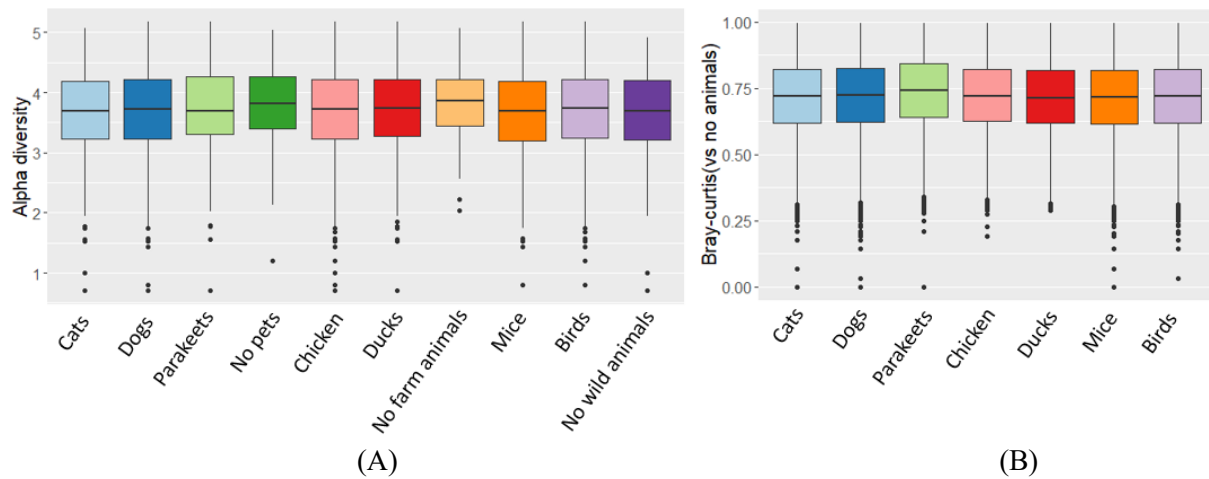 Alpha diversity
5
4
3
2
1
Cats
Dogs
Parakeets
No pets
Chicken
Ducks
No farm animals
Mice
Birds
No wild animals
(A)
Bray-curtis(vs no animals)
1.00
0.75
0.50
0.25
0.00
Cats
Dogs
Parakeets
Chicken
Ducks
Mice
Birds
(B)